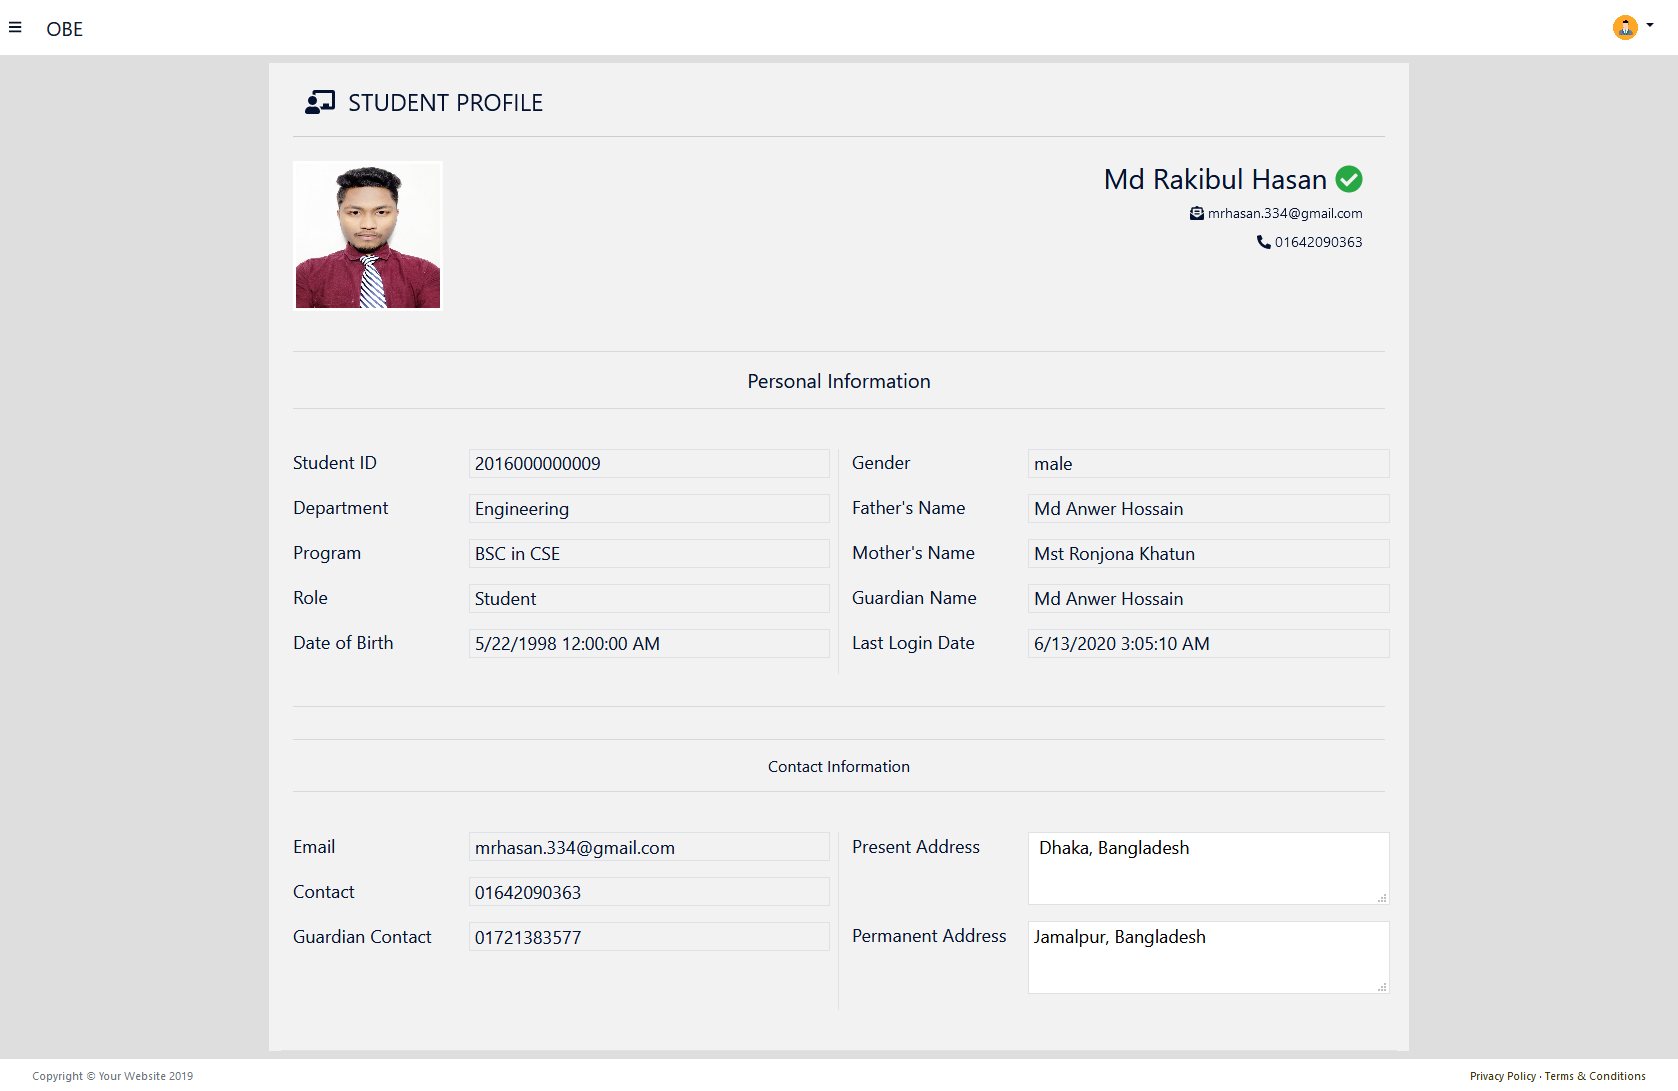 OBE
STUDENT PROFILE
Md Rakibul Hasan
mrhasan.334@gmail.com
01642090363
Personal Information
Student ID 2016000000009
Department Engineering
Program BSC in CSE
Role Student
Date of Birth 5/22/1998 12:00:00 AM
Gender male
Father's Name Md Anwer Hossain
Mother's Name Mst Ronjona Khatun
Guardian Name Md Anwer Hossain
Last Login Date 6/13/2020 3:05:10 AM
Contact Information
Email mrhasan.334@gmail.com
Contact 01642090363
Guardian Contact 01721383577
Present Address Dhaka, Bangladesh
Permanent Address Jamalpur, Bangladesh
Copyright © Your Website 2019
Privacy Policy · Terms & Conditions